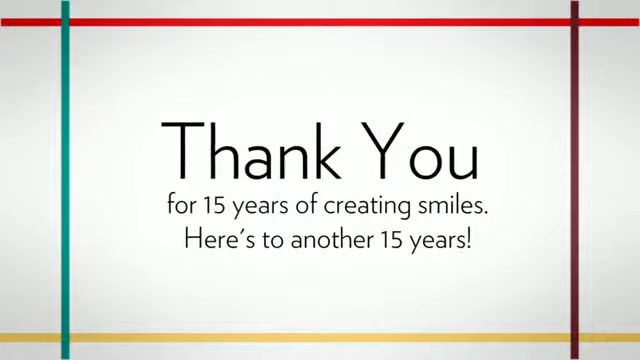 Thank You
for 15 years of creating smiles.
Here's to another 15 years!